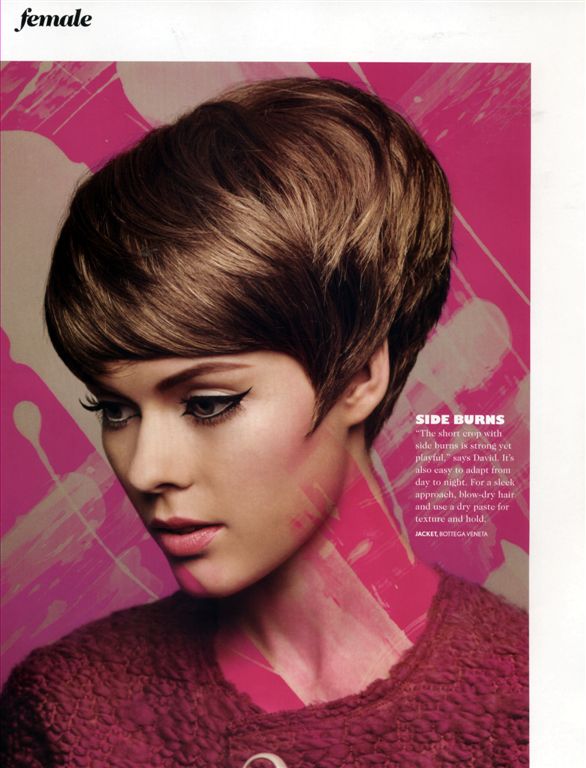 female
SIDE BURNS
“The short crop with
side burns is strong yet
playful,” says David. It’s
also easy to adapt from
day to night. For a sleek
approach, blow-dry hair
and use a dry paste for
texture and hold.
JACKET, BOTTEGA VENETA